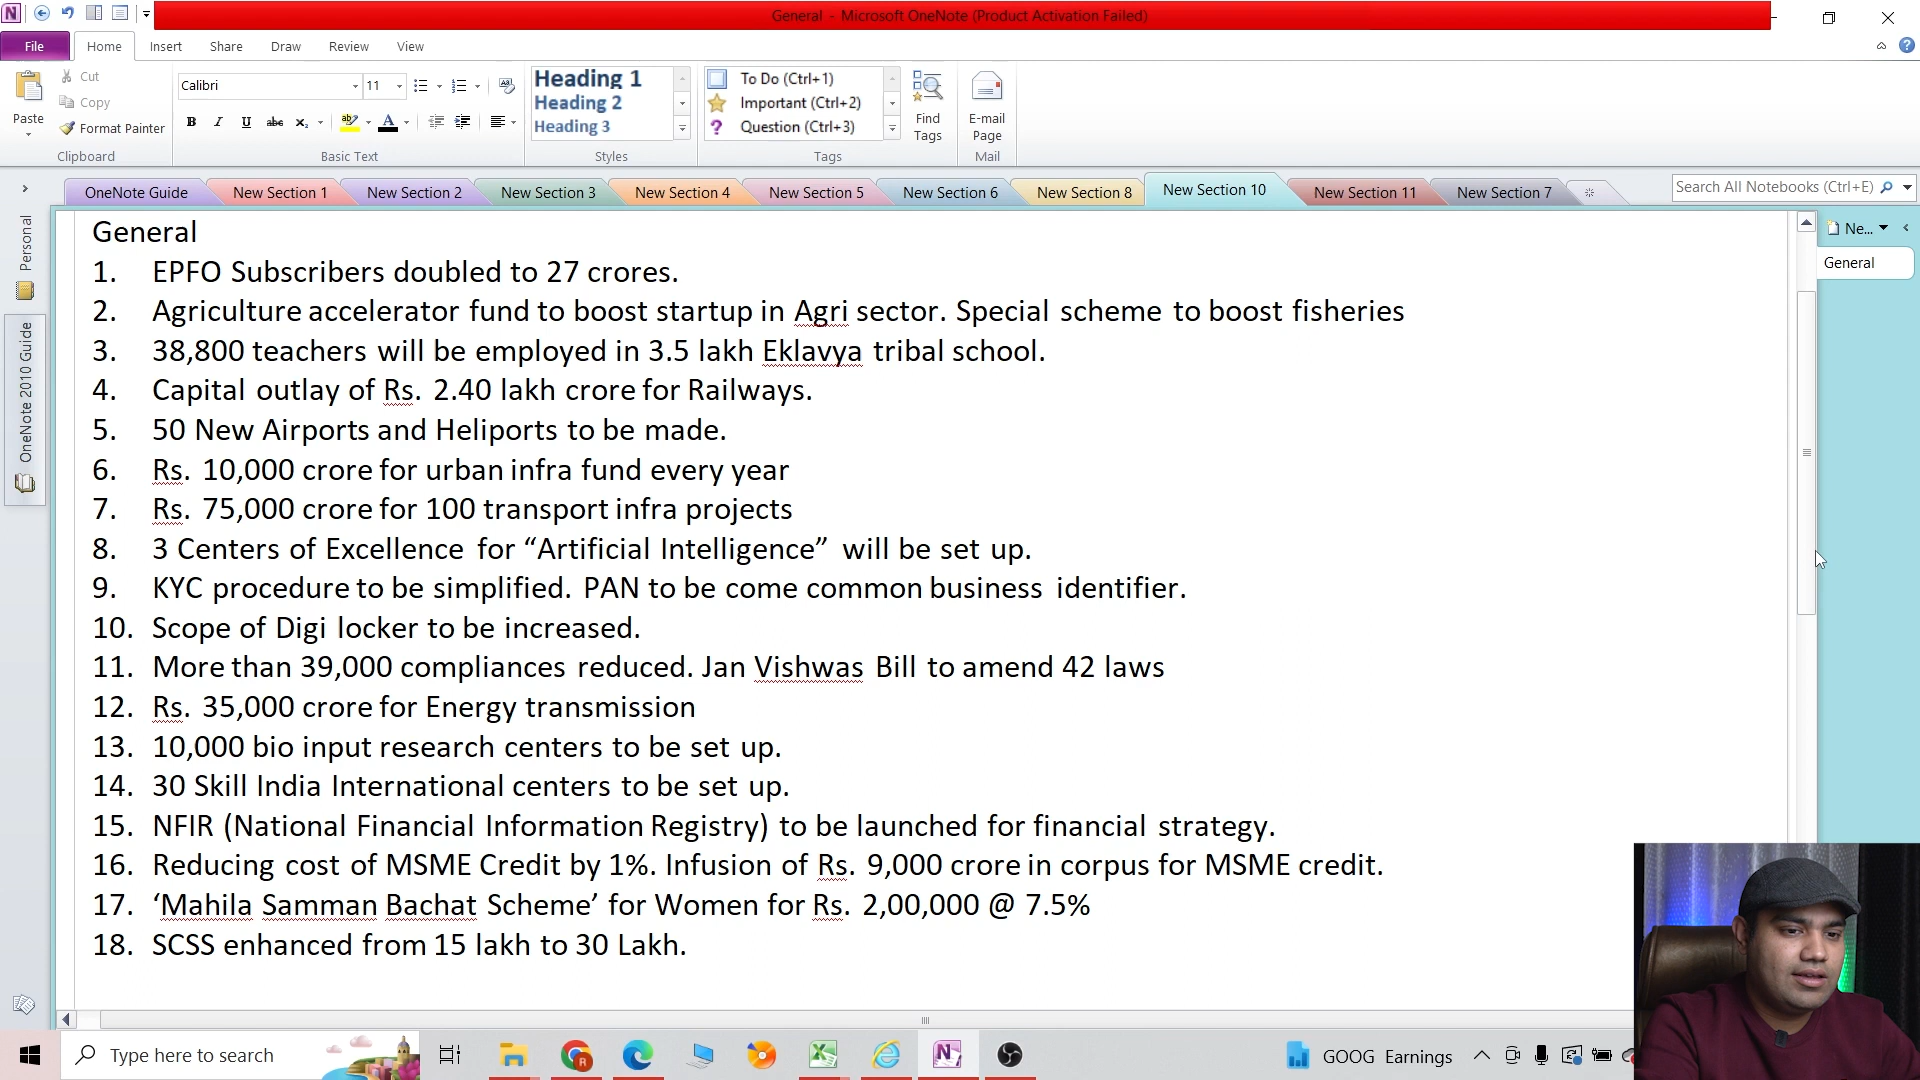 General - Microsoft OneNote (Product Activation Failed)
File Home Insert Share Draw Review View
Paste
Cut
Copy
Format Painter
Clipboard
Calibri 11
B I U abc x₂ ab A
Basic Text
Heading 1
Heading 2
Heading 3
Styles
To Do (Ctrl+1)
Important (Ctrl+2)
Question (Ctrl+3)
Tags
Find
Tags
E-mail
Page
Mail
OneNote Guide New Section 1 New Section 2 New Section 3 New Section 4 New Section 5 New Section 6 New Section 8 New Section 10 New Section 11 New Section 7
Search All Notebooks (Ctrl+E)
Personal
OneNote 2010 Guide
Ne...
General
General
1. EPFO Subscribers doubled to 27 crores.
2. Agriculture accelerator fund to boost startup in Agri sector. Special scheme to boost fisheries
3. 38,800 teachers will be employed in 3.5 lakh Eklavya tribal school.
4. Capital outlay of Rs. 2.40 lakh crore for Railways.
5. 50 New Airports and Heliports to be made.
6. Rs. 10,000 crore for urban infra fund every year
7. Rs. 75,000 crore for 100 transport infra projects
8. 3 Centers of Excellence for “Artificial Intelligence” will be set up.
9. KYC procedure to be simplified. PAN to be come common business identifier.
10. Scope of Digi locker to be increased.
11. More than 39,000 compliances reduced. Jan Vishwas Bill to amend 42 laws
12. Rs. 35,000 crore for Energy transmission
13. 10,000 bio input research centers to be set up.
14. 30 Skill India International centers to be set up.
15. NFIR (National Financial Information Registry) to be launched for financial strategy.
16. Reducing cost of MSME Credit by 1%. Infusion of Rs. 9,000 crore in corpus for MSME credit.
17. ‘Mahila Samman Bachat Scheme’ for Women for Rs. 2,00,000 @ 7.5%
18. SCSS enhanced from 15 lakh to 30 Lakh.
Type here to search
GOOG Earnings